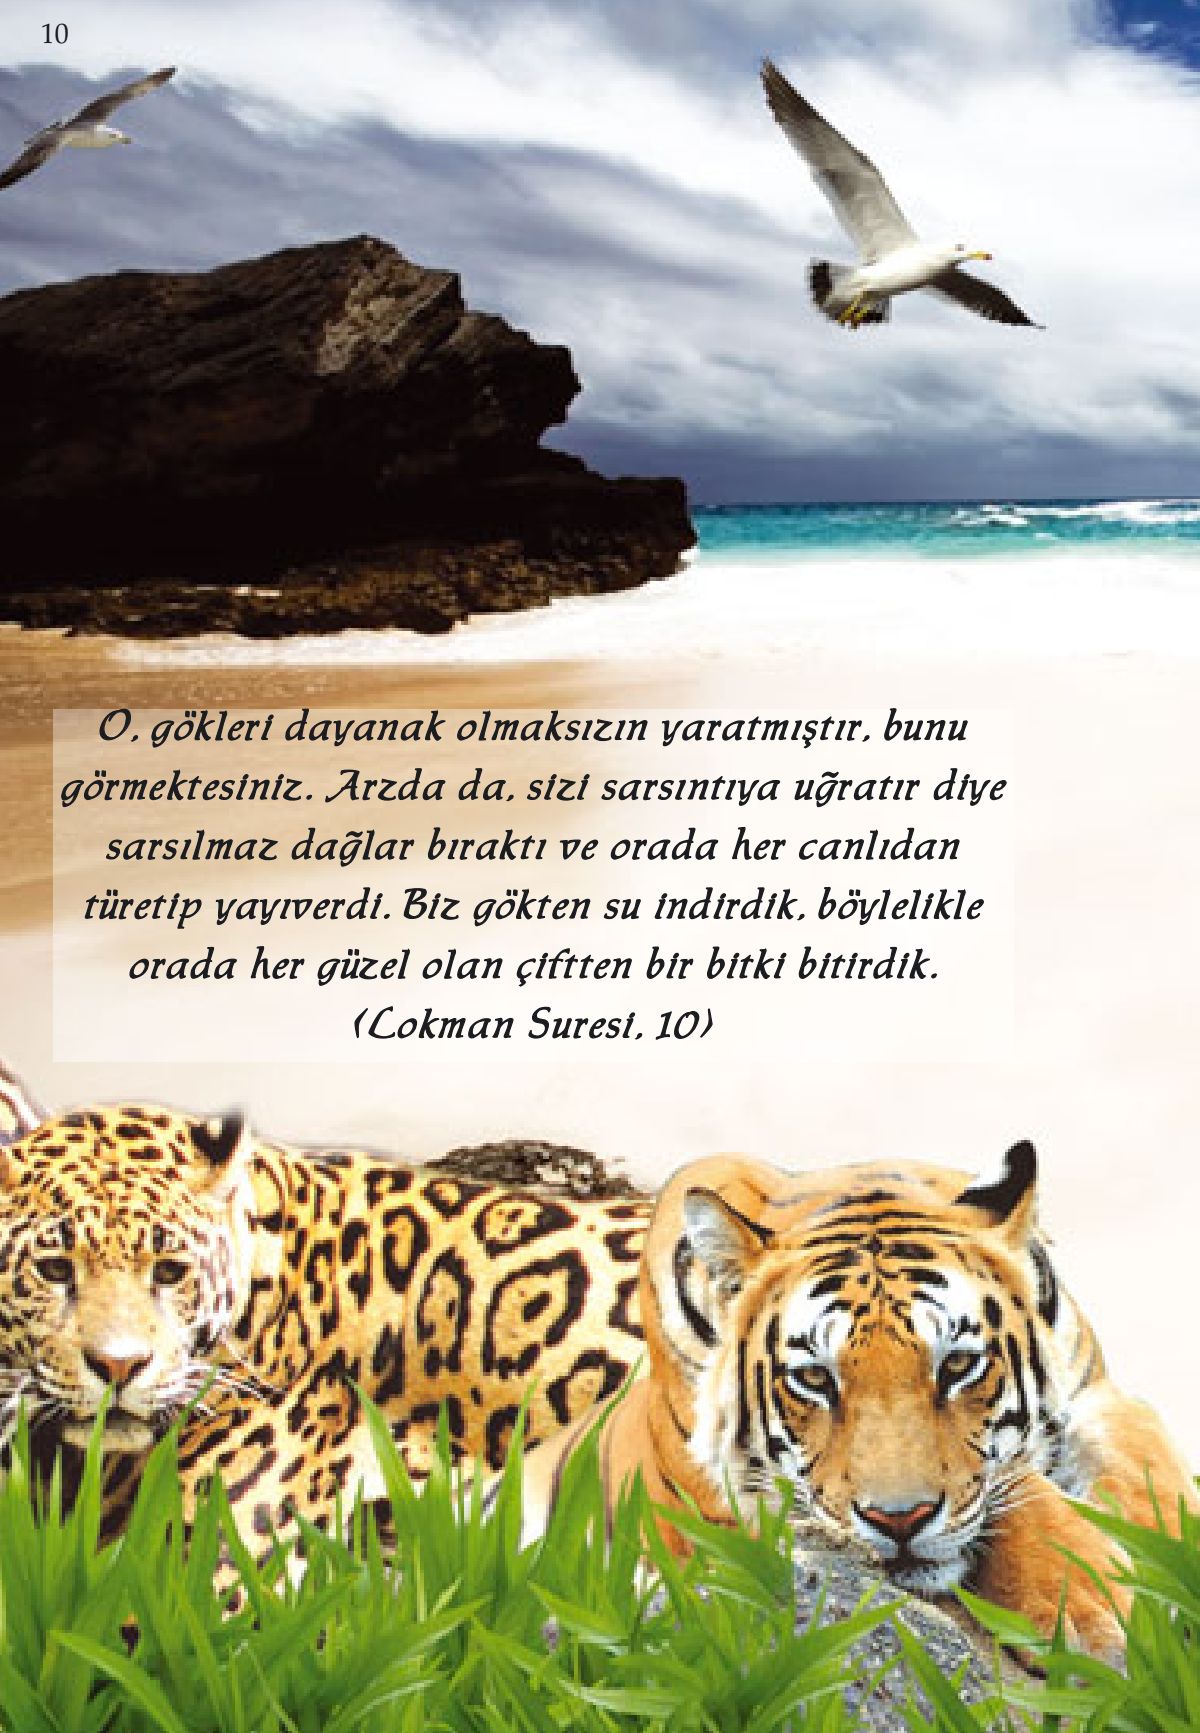 10
O, gökleri dayanak olmaksızın yaratmıştır, bunu
görmektesiniz. Arzda da, sizi sarsıntıya uğratır diye
sarsılmaz dağlar bıraktı ve orada her canlıdan
türetip yayıverdi. Biz gökten su indirdik, böylelikle
orada her güzel olan çiftten bir bitki bitirdik.
(Lokman Suresi, 10)